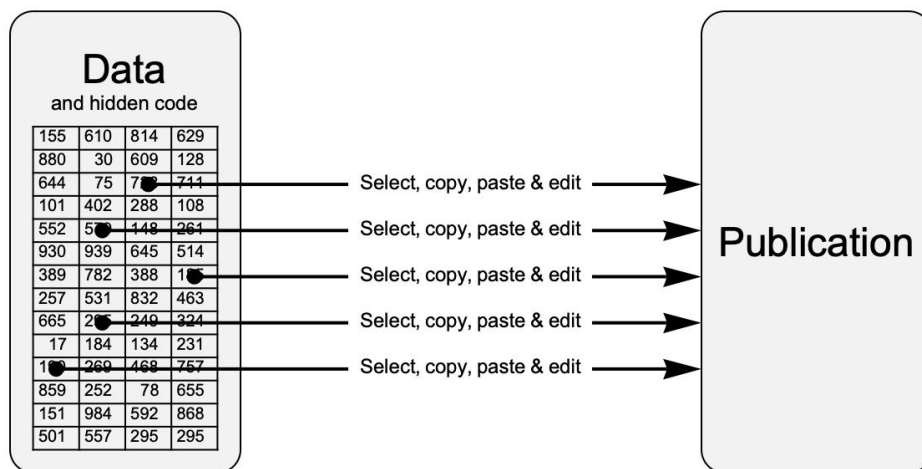 Data
and hidden code
155 610 814 629
880 30 609 128
644 75 711
101 402 288 108
552 148 261
930 939 645 514
389 782 388
257 531 832 463
665 249 324
17 184 134 231
269 468 757
859 252 78 655
151 984 592 868
501 557 295 295
Select, copy, paste & edit
Select, copy, paste & edit
Select, copy, paste & edit
Select, copy, paste & edit
Select, copy, paste & edit
Publication